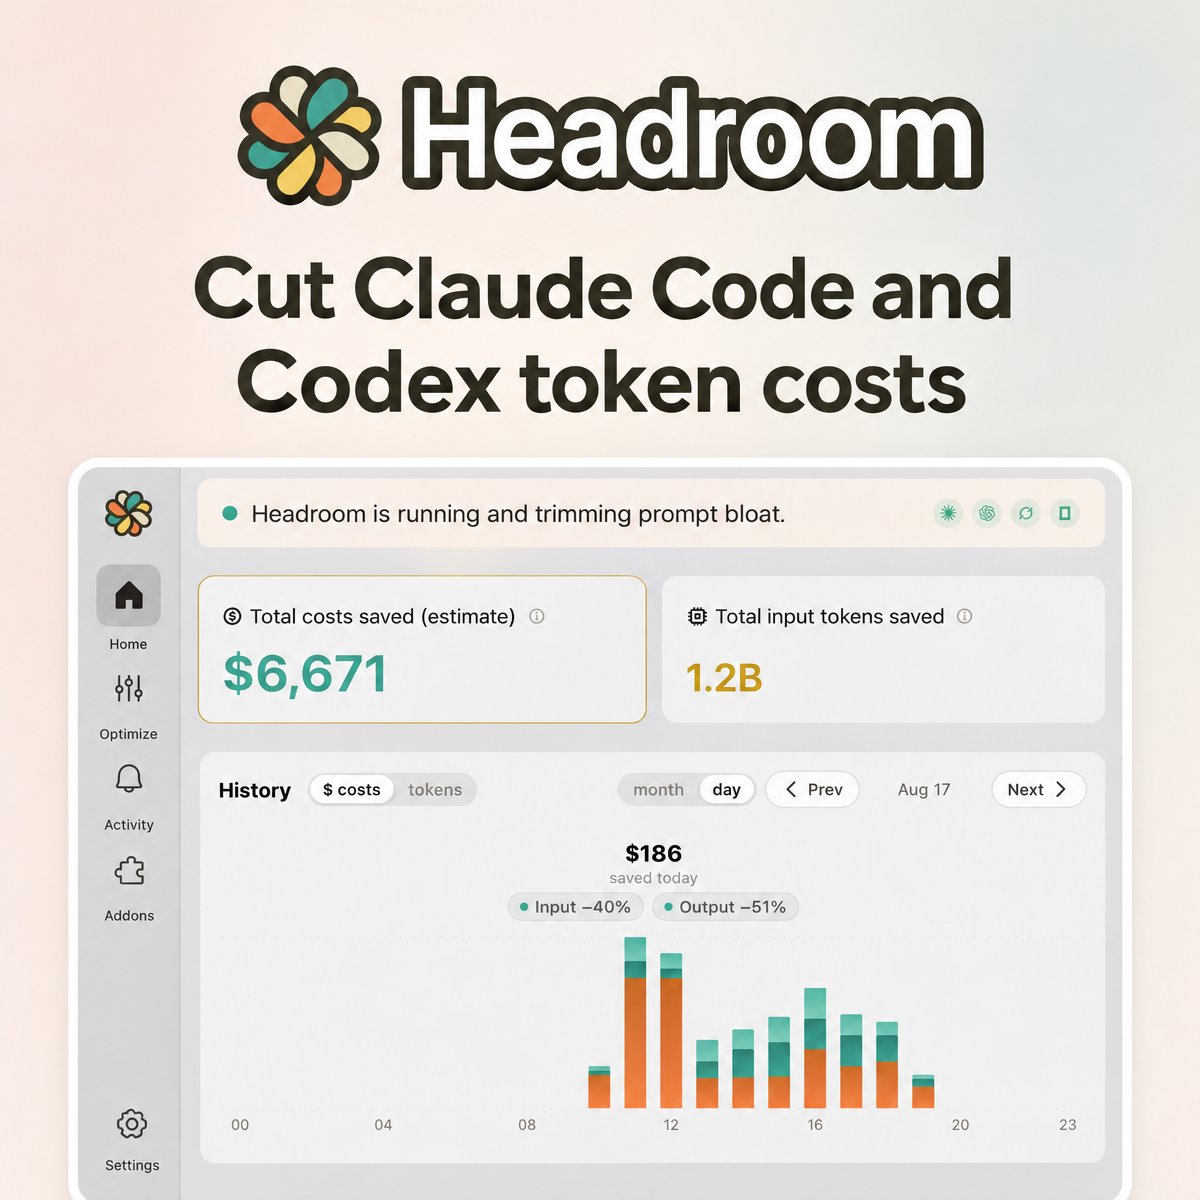 Headroom
Cut Claude Code and
Codex token costs
Headroom is running and trimming prompt bloat.
Home
Optimize
Activity
Addons
Settings
Total costs saved (estimate)
$6,671
Total input tokens saved
1.2B
History
$ costs
tokens
month
day
Prev
Aug 17
Next
$186
saved today
Input –40%
Output –51%
00
04
08
12
16
20
23